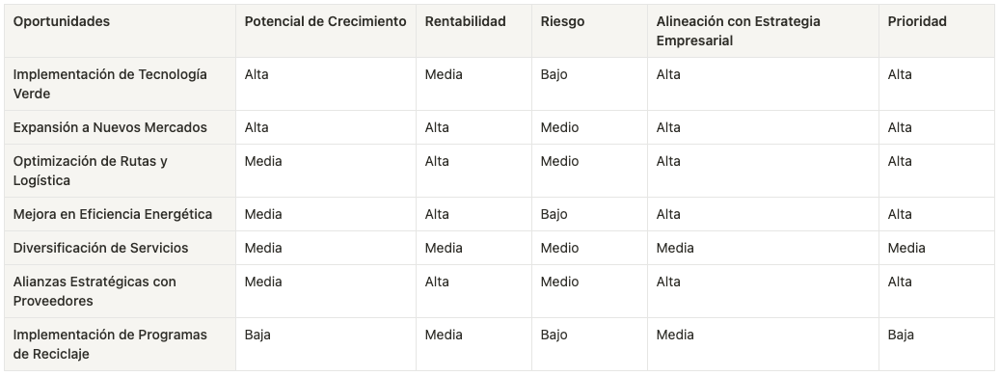 Oportunidades	Potencial de Crecimiento	Rentabilidad	Riesgo	Alineación con Estrategia Empresarial	Prioridad
Implementación de Tecnología Verde	Alta	Media	Bajo	Alta	Alta
Expansión a Nuevos Mercados	Alta	Alta	Medio	Alta	Alta
Optimización de Rutas y Logística	Media	Alta	Medio	Alta	Alta
Mejora en Eficiencia Energética	Media	Alta	Bajo	Alta	Alta
Diversificación de Servicios	Media	Media	Medio	Media	Media
Alianzas Estratégicas con Proveedores	Media	Alta	Medio	Alta	Alta
Implementación de Programas de Reciclaje	Baja	Media	Bajo	Media	Baja